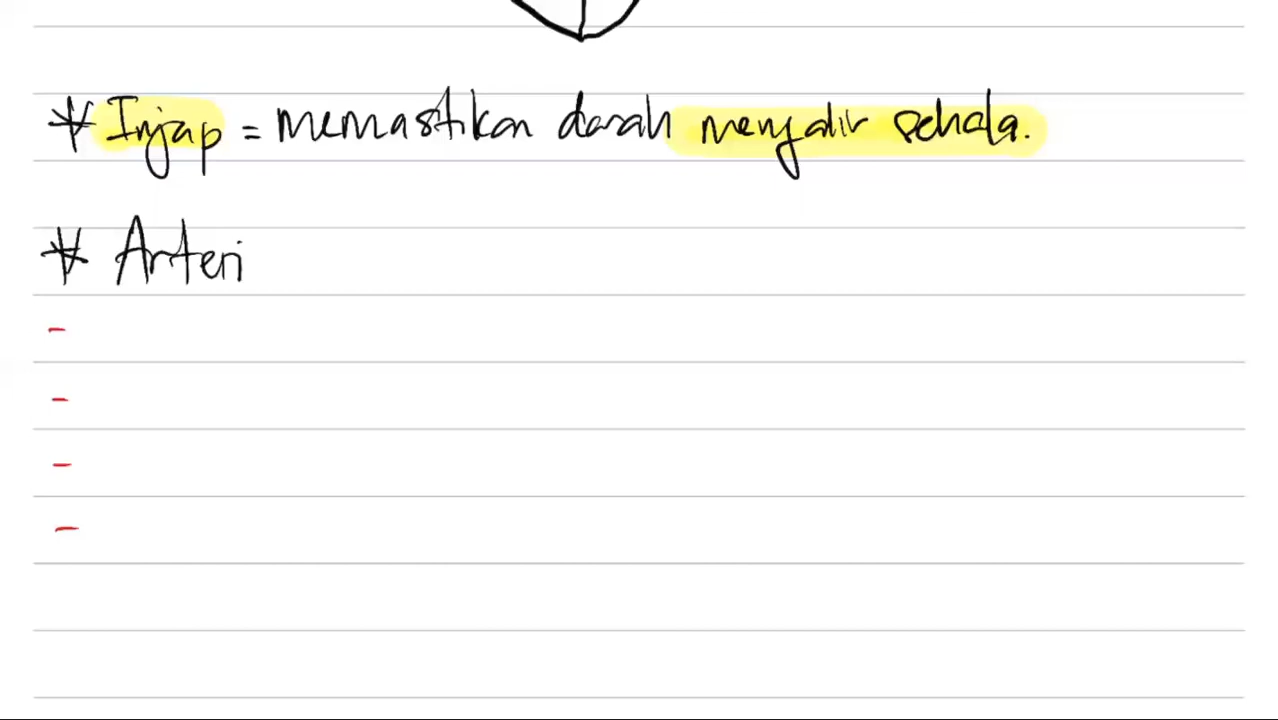 * Injap = memastikan darah mengalir sehala.
* Arteri
-
-
-
-